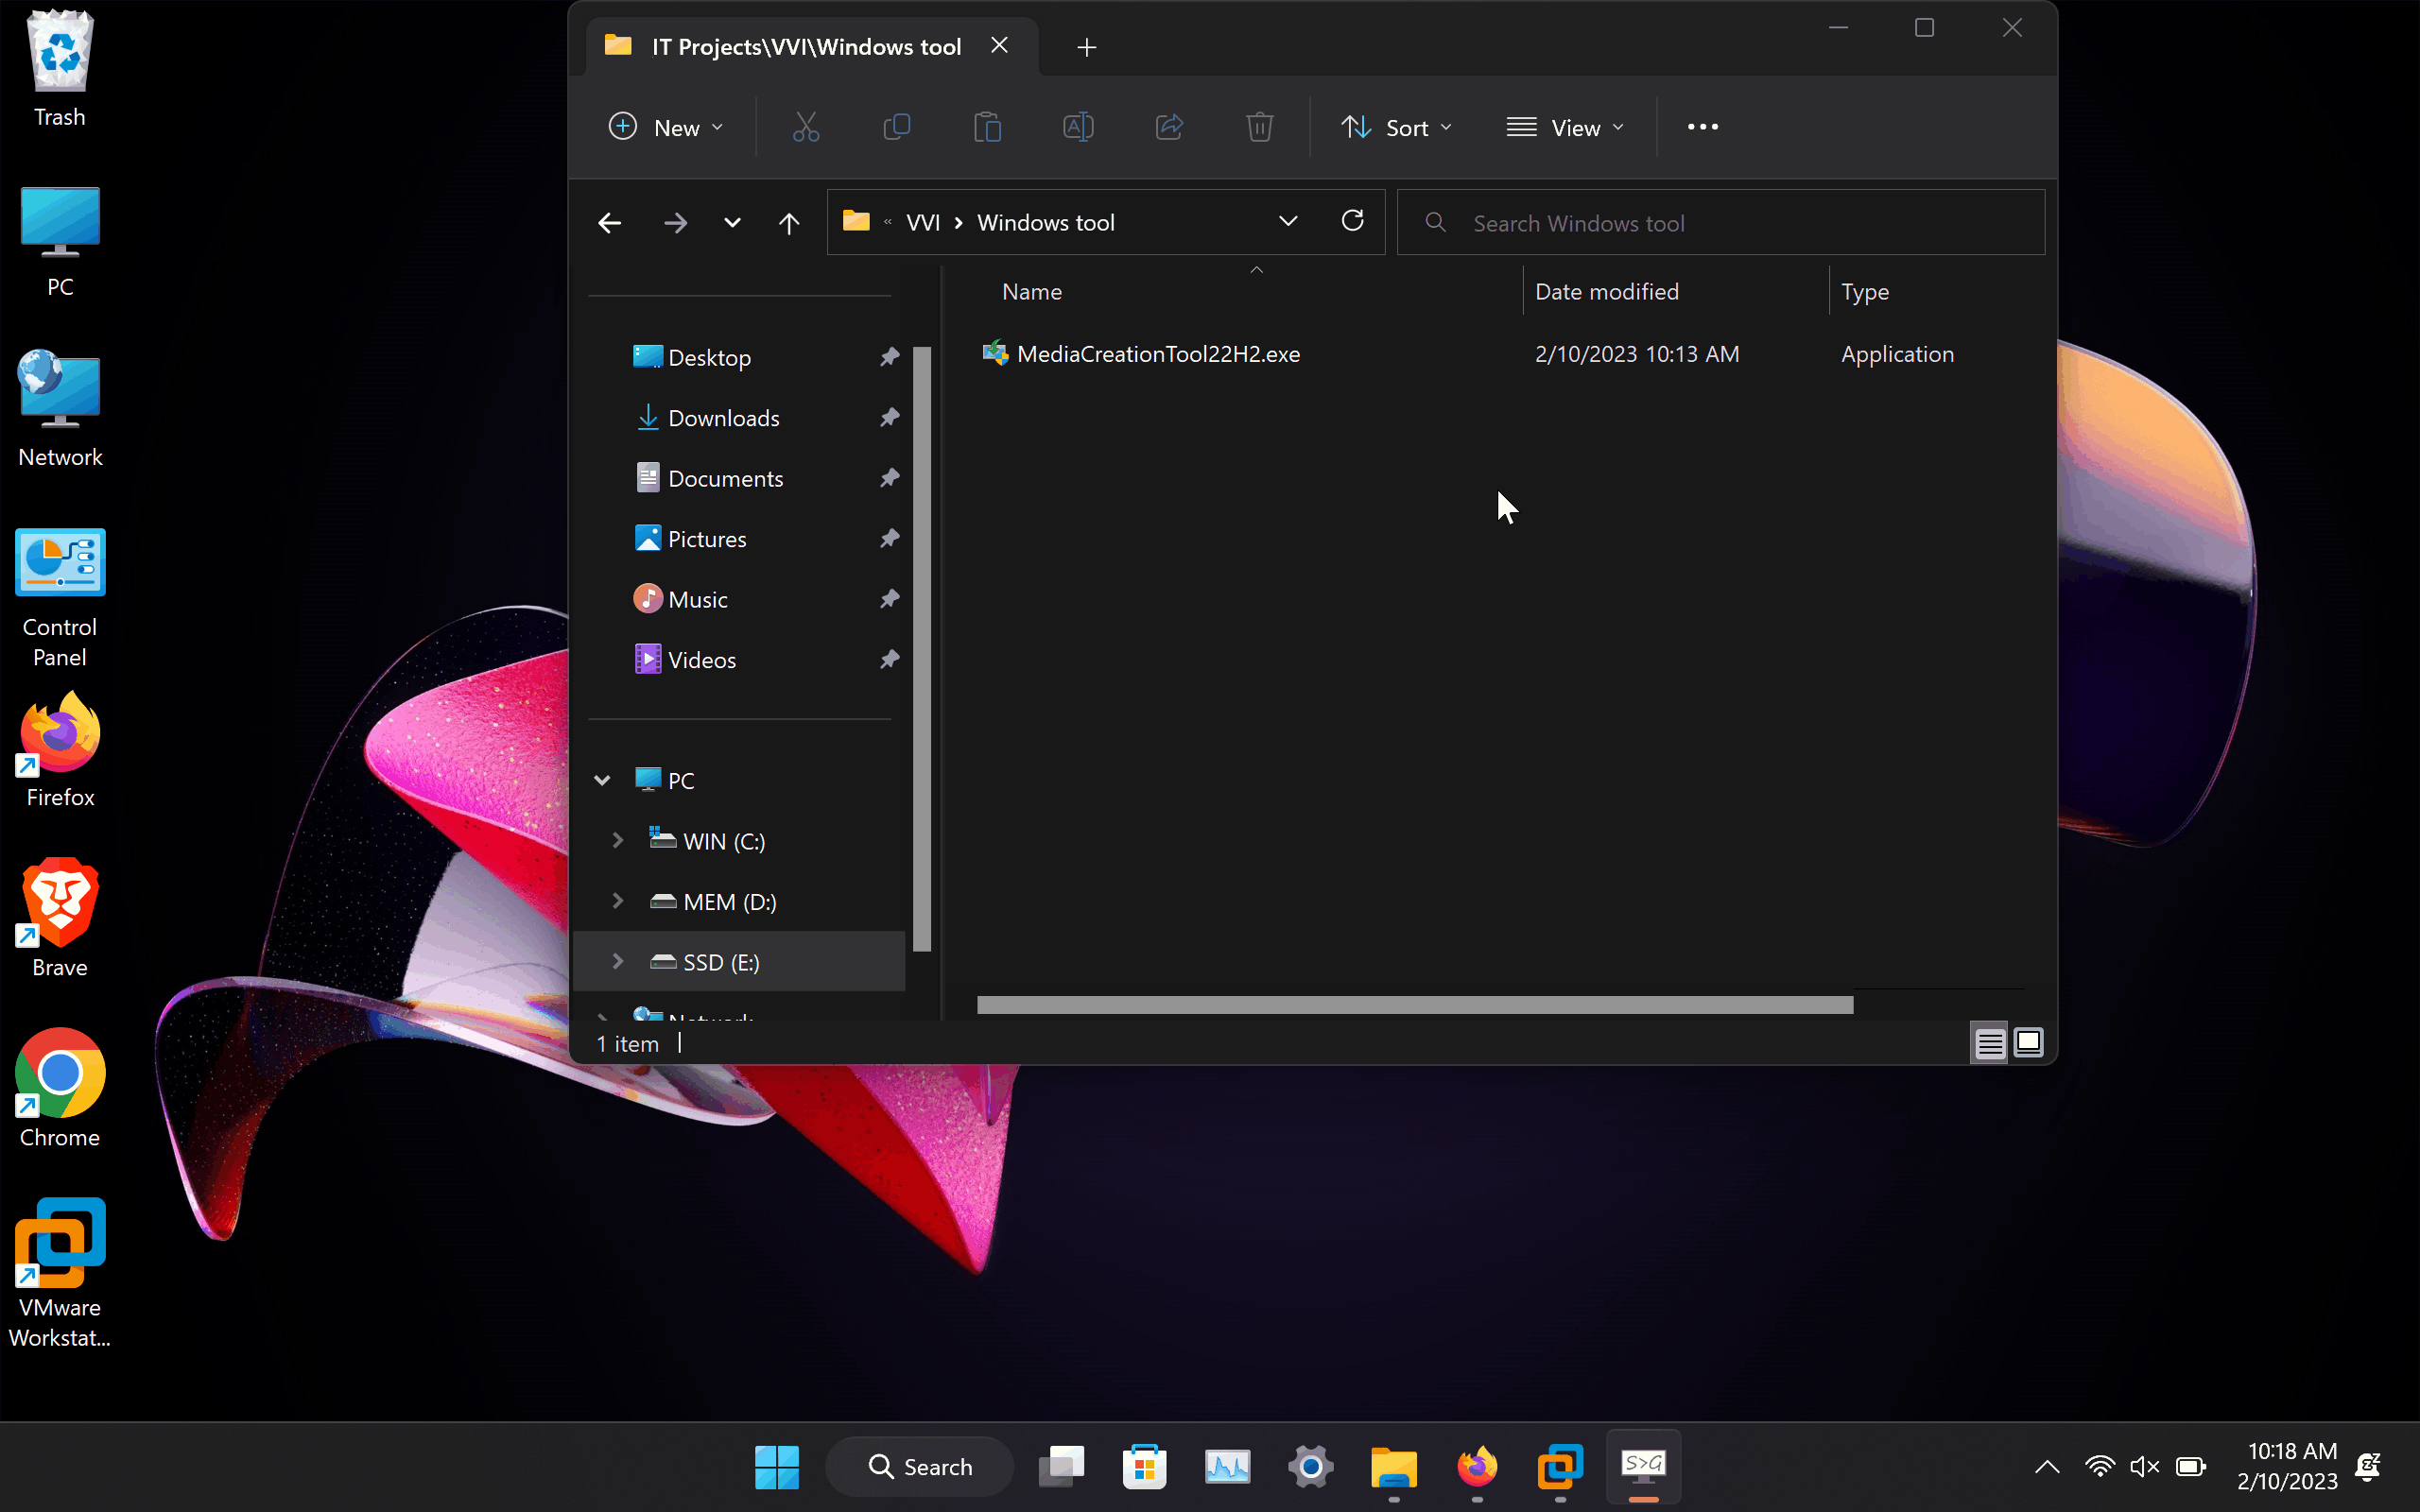 Trash
PC
Network
Control
Panel
Firefox
Brave
Chrome
VMware
Workstat...
IT Projects\VVI\Windows tool
New
Sort
View
« VVI › Windows tool
Search Windows tool
Name
Date modified
Type
MediaCreationTool22H2.exe
2/10/2023 10:13 AM
Application
Desktop
Downloads
Documents
Pictures
Music
Videos
PC
WIN (C:)
MEM (D:)
SSD (E:)
Network
1 item
Search
S>G
10:18 AM
2/10/2023